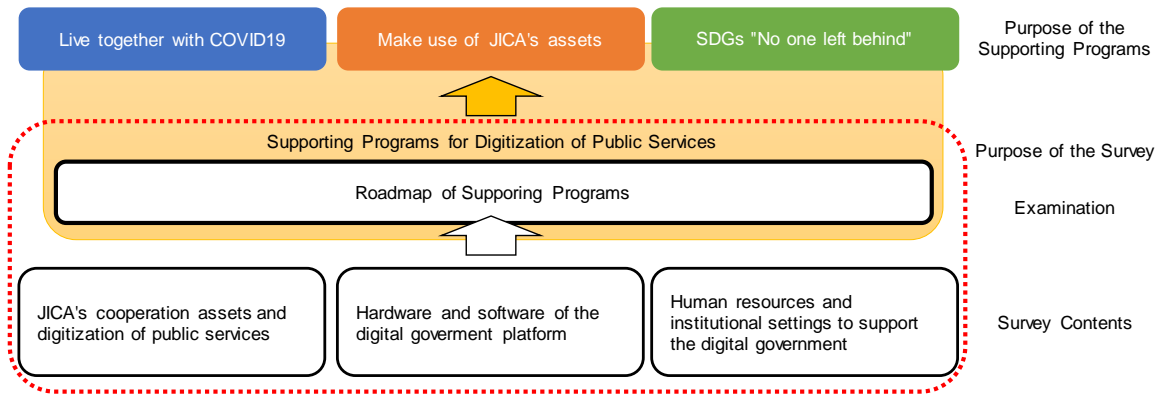 Live together with COVID19
Make use of JICA's assets
SDGs "No one left behind"
Purpose of the
Supporting Programs
Supporting Programs for Digitization of Public Services
Purpose of the Survey
Roadmap of Supporing Programs
Examination
JICA's cooperation assets and
digitization of public services
Hardware and software of the
digital goverment platform
Human resources and
institutional settings to support
the digital government
Survey Contents